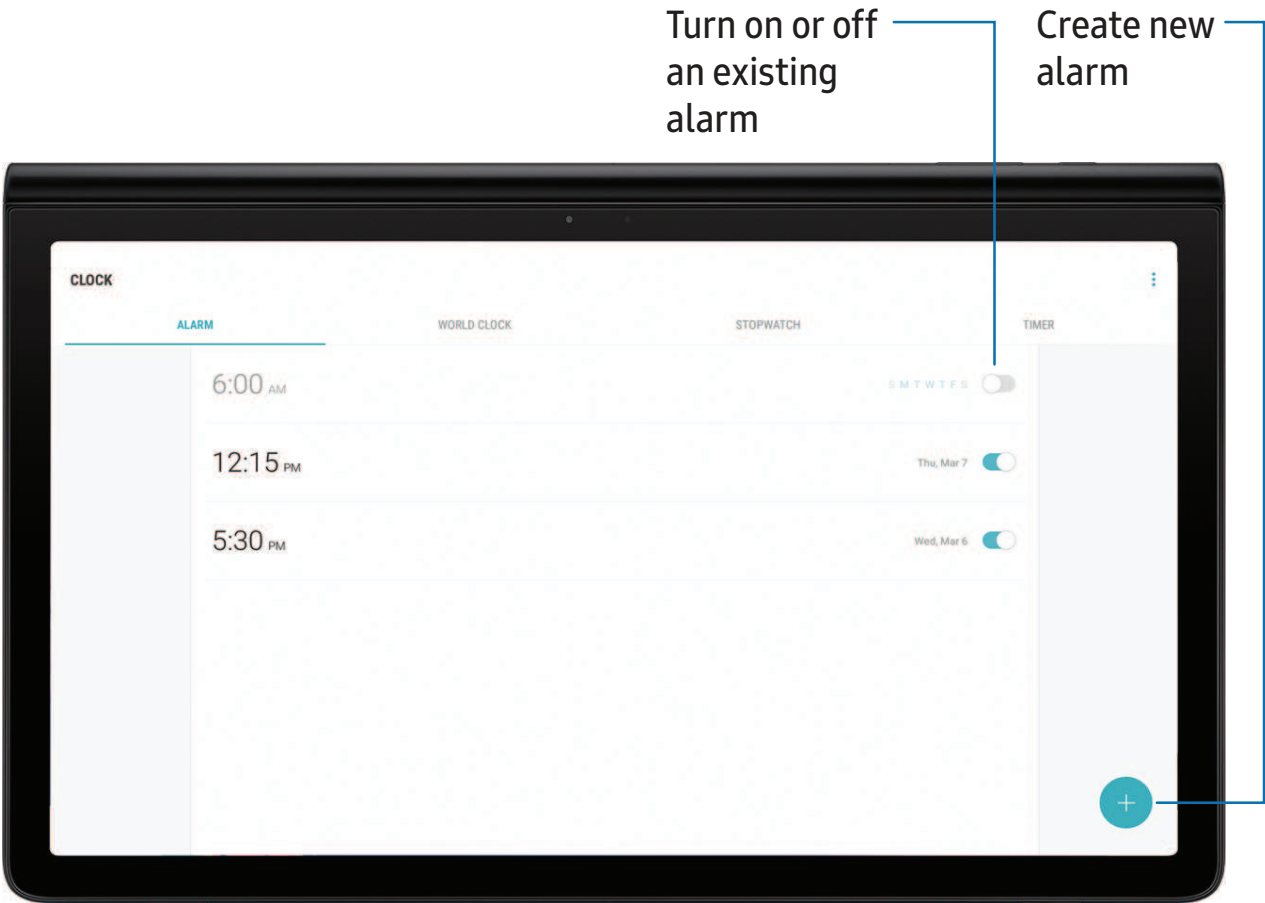 Turn on or off
an existing
alarm
Create new
alarm
CLOCK
ALARM WORLD CLOCK STOPWATCH TIMER
6:00 AM S M T W T F S
12:15 PM Thu, Mar 7
5:30 PM Wed, Mar 6